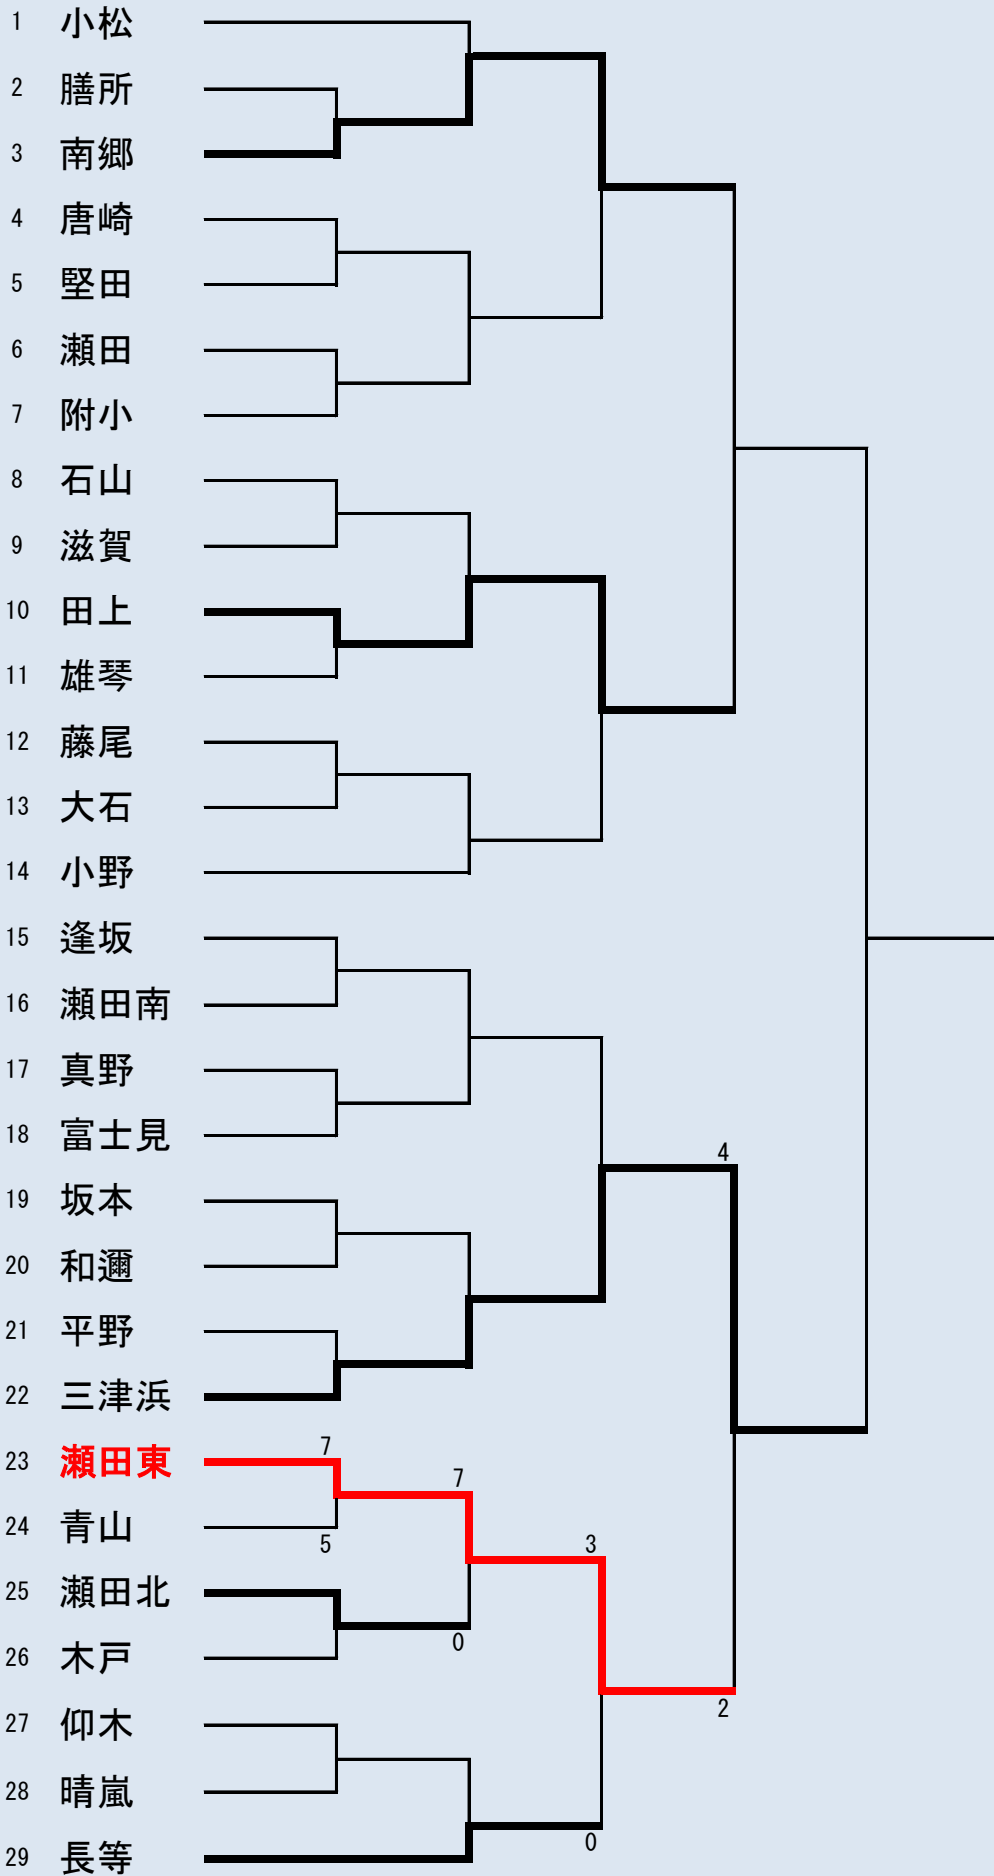 1 小松
2 膳所
3 南郷
4 唐崎
5 堅田
6 瀬田
7 附小
8 石山
9 滋賀
10 田上
11 雄琴
12 藤尾
13 大石
14 小野
15 逢坂
16 瀬田南
17 真野
18 富士見
4
19 坂本
20 和邇
21 平野
22 三津浜
23 瀬田東 7
7
24 青山 5
3
25 瀬田北
0
26 木戸
2
27 仰木
28 晴嵐
0
29 長等